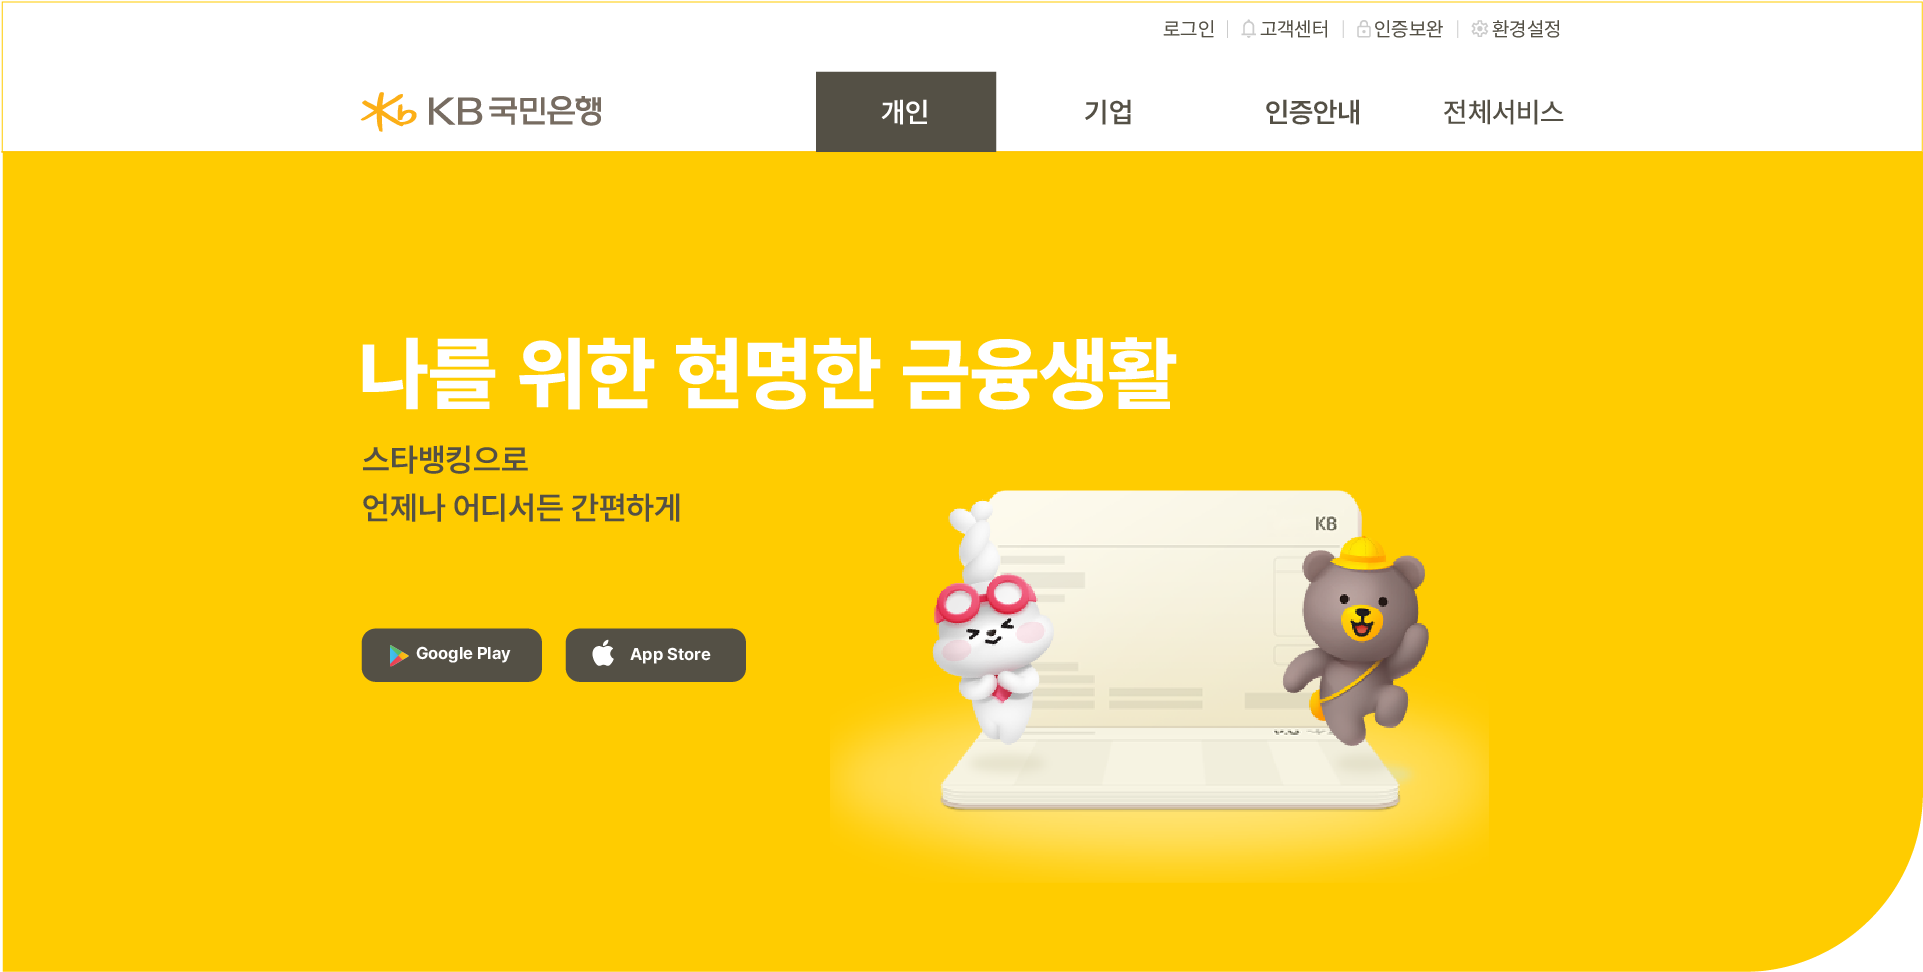 로그인 고객센터 인증보완 환경설정
KB 국민은행 개인 기업 인증안내 전체서비스
나를 위한 현명한 금융생활
스타뱅킹으로
언제나 어디서든 간편하게
KB
Google Play App Store